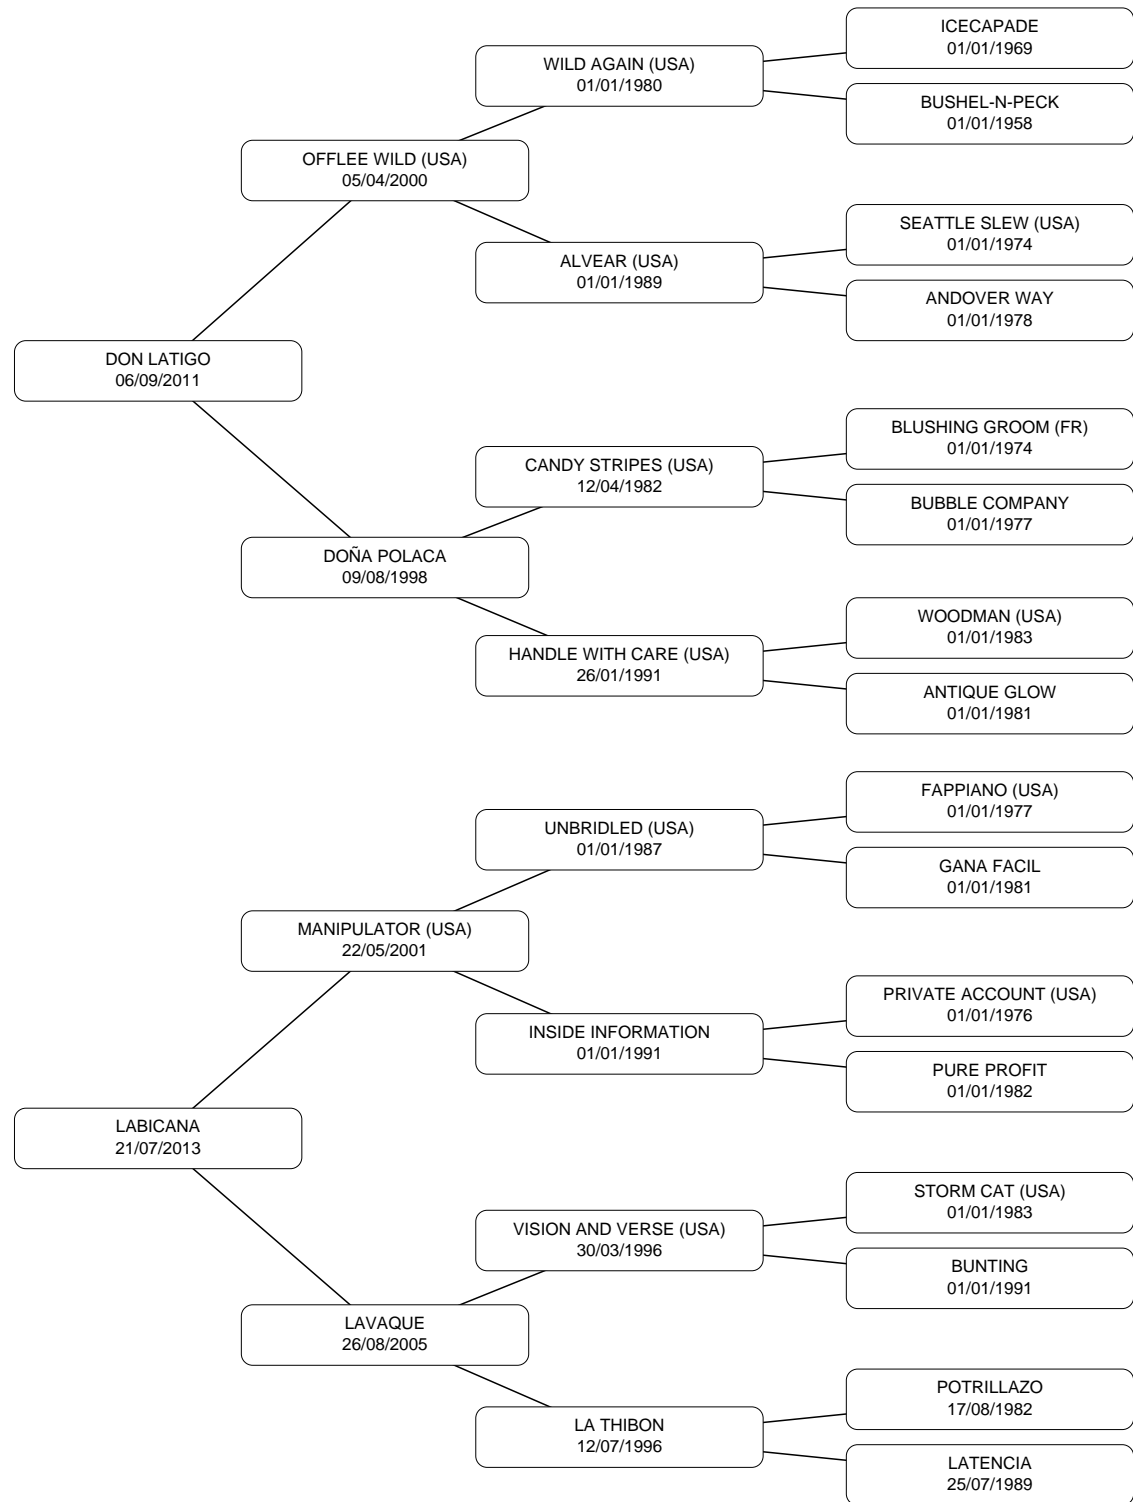 ICECAPADE
01/01/1969
WILD AGAIN (USA)
01/01/1980
BUSHEL-N-PECK
01/01/1958
OFFLEE WILD (USA)
05/04/2000
SEATTLE SLEW (USA)
01/01/1974
ALVEAR (USA)
01/01/1989
ANDOVER WAY
01/01/1978
DON LATIGO
06/09/2011
BLUSHING GROOM (FR)
01/01/1974
CANDY STRIPES (USA)
12/04/1982
BUBBLE COMPANY
01/01/1977
DOÑA POLACA
09/08/1998
WOODMAN (USA)
01/01/1983
HANDLE WITH CARE (USA)
26/01/1991
ANTIQUE GLOW
01/01/1981
FAPPIANO (USA)
01/01/1977
UNBRIDLED (USA)
01/01/1987
GANA FACIL
01/01/1981
MANIPULATOR (USA)
22/05/2001
PRIVATE ACCOUNT (USA)
01/01/1976
INSIDE INFORMATION
01/01/1991
PURE PROFIT
01/01/1982
LABICANA
21/07/2013
STORM CAT (USA)
01/01/1983
VISION AND VERSE (USA)
30/03/1996
BUNTING
01/01/1991
LAVAQUE
26/08/2005
POTRILLAZO
17/08/1982
LA THIBON
12/07/1996
LATENCIA
25/07/1989